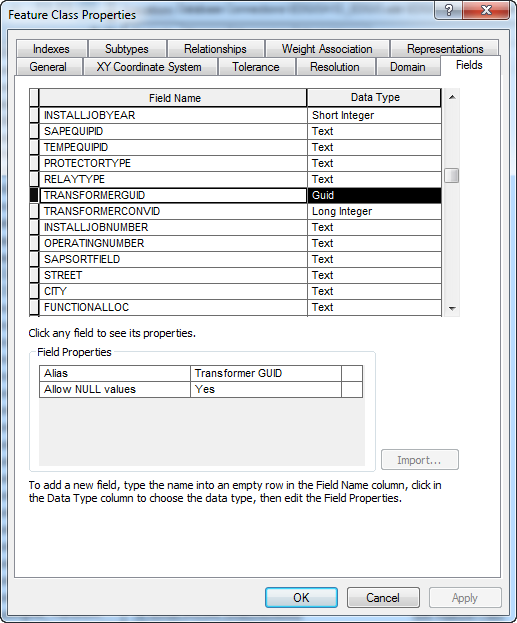 Feature Class Properties
Indexes Subtypes Relationships Weight Association Representations
General XY Coordinate System Tolerance Resolution Domain Fields
Field Name Data Type
INSTALLJOBYEAR Short Integer
SAPEQUIPID Text
TEMPEQUIPID Text
PROTECTORTYPE Text
RELAYTYPE Text
TRANSFORMERGUID Guid
TRANSFORMERCONVID Long Integer
INSTALLJOBNUMBER Text
OPERATINGNUMBER Text
SAPSORTFIELD Text
STREET Text
CITY Text
FUNCTIONALLOC Text
Click any field to see its properties.
Field Properties
Alias Transformer GUID
Allow NULL values Yes
Import...
To add a new field, type the name into an empty row in the Field Name column, click in
the Data Type column to choose the data type, then edit the Field Properties.
OK Cancel Apply